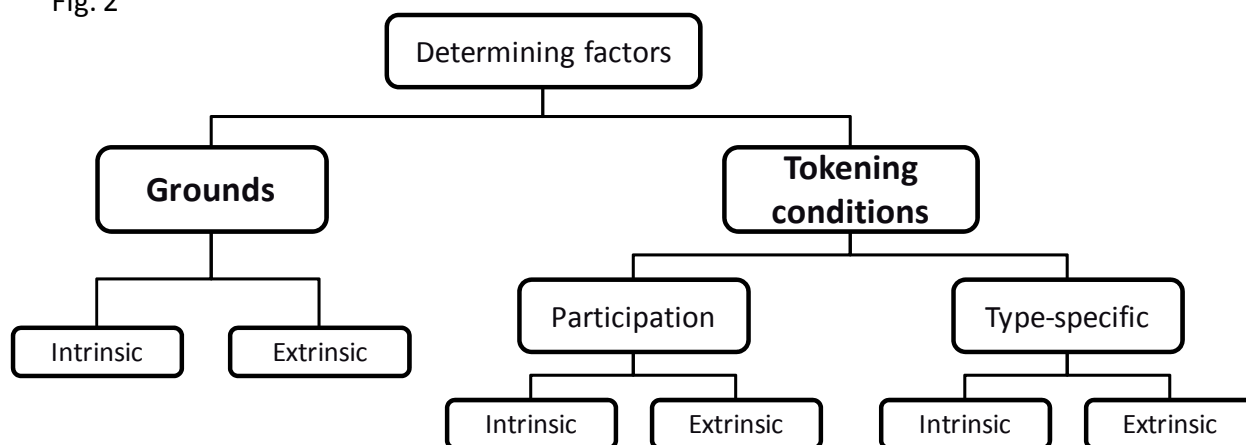 Fig. 2
Determining factors
Grounds
Tokening
conditions
Participation
Type-specific
Intrinsic
Extrinsic
Intrinsic
Extrinsic
Intrinsic
Extrinsic